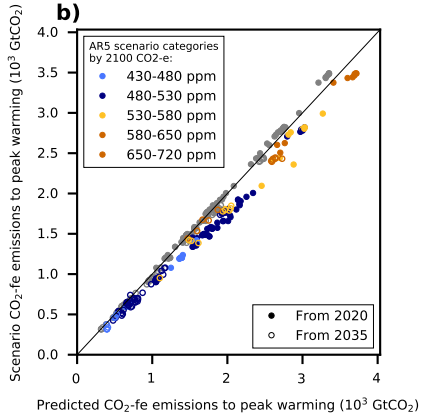 b)
AR5 scenario categories
by 2100 CO2-e:
430-480 ppm
480-530 ppm
530-580 ppm
580-650 ppm
650-720 ppm
Scenario CO₂-fe emissions to peak warming (10³ GtCO₂)
4.0
3.5
3.0
2.5
2.0
1.5
1.0
0.5
0.0
From 2020
From 2035
0 1 2 3 4
Predicted CO₂-fe emissions to peak warming (10³ GtCO₂)